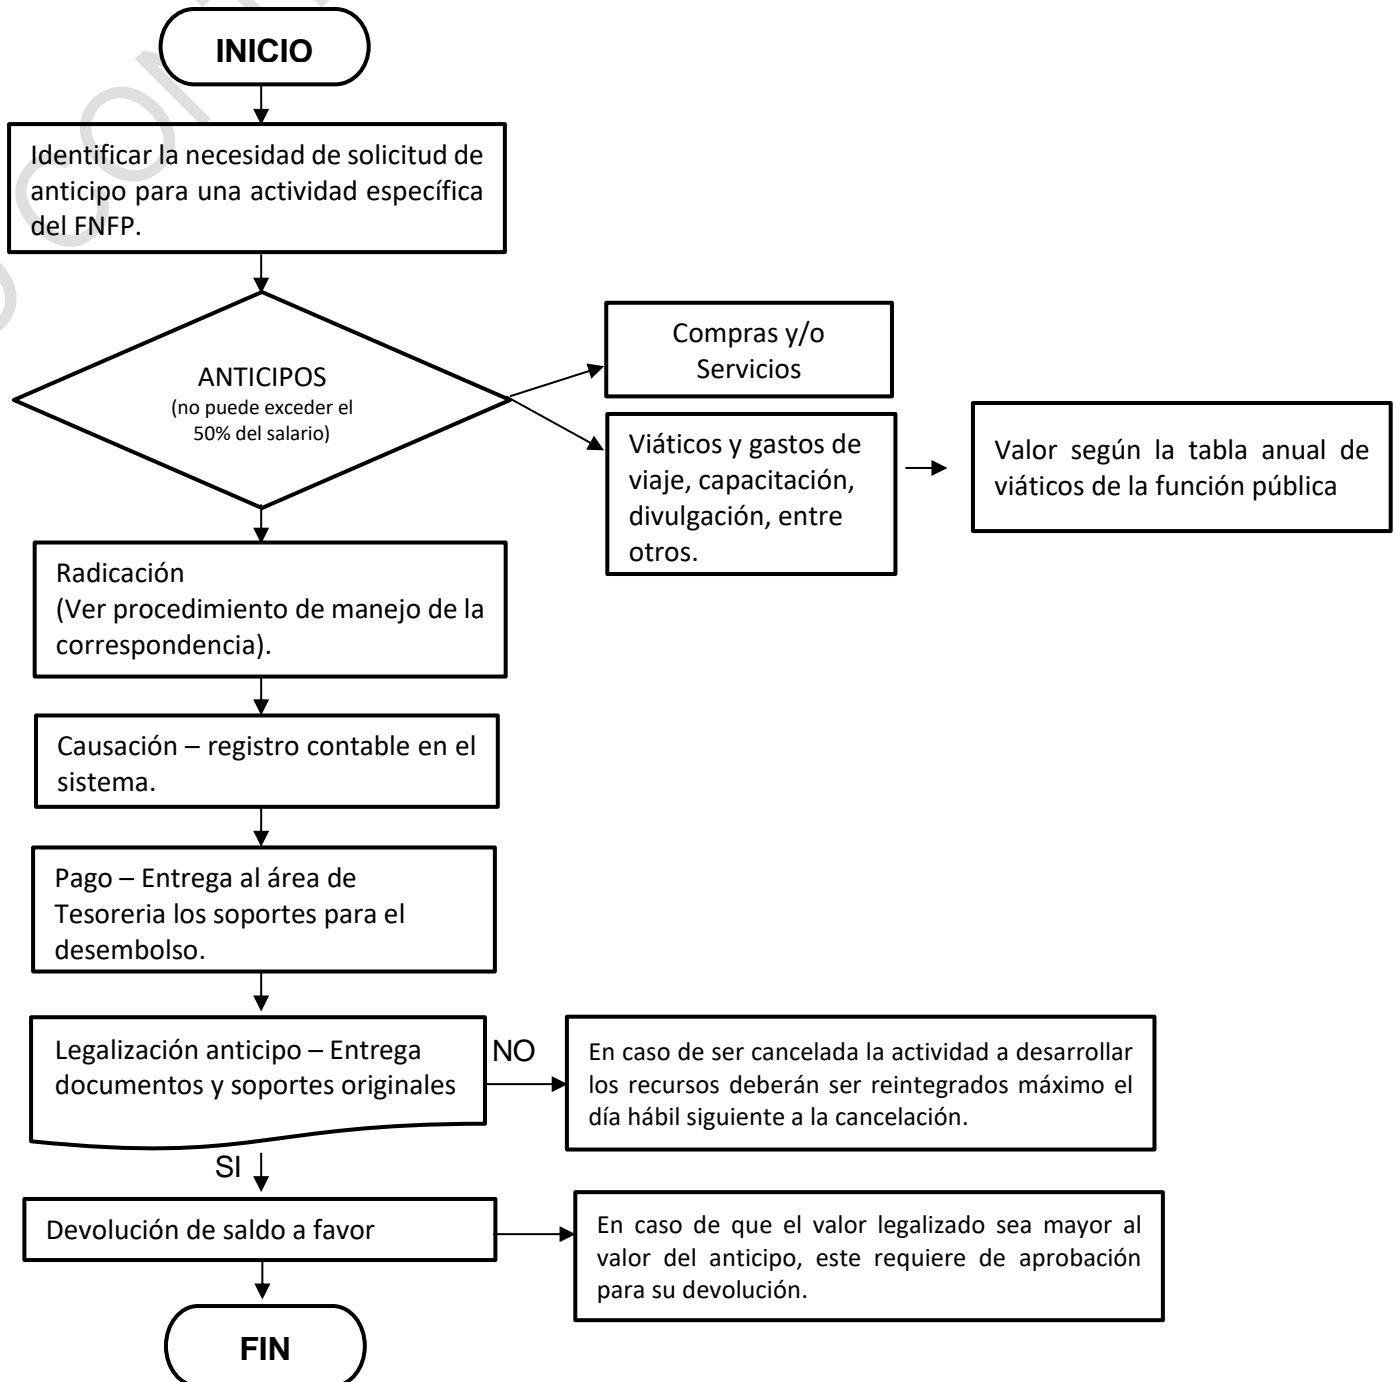 INICIO
Identificar la necesidad de solicitud de
anticipo para una actividad específica
del FNFP.
ANTICIPOS
(no puede exceder el
50% del salario)
Compras y/o
Servicios
Viáticos y gastos de
viaje, capacitación,
divulgación, entre
otros.
Valor según la tabla anual de
viáticos de la función pública
Radicación
(Ver procedimiento de manejo de la
correspondencia).
Causación – registro contable en el
sistema.
Pago – Entrega al área de
Tesoreria los soportes para el
desembolso.
Legalización anticipo – Entrega
documentos y soportes originales
NO
En caso de ser cancelada la actividad a desarrollar
los recursos deberán ser reintegrados máximo el
día hábil siguiente a la cancelación.
SI
Devolución de saldo a favor
En caso de que el valor legalizado sea mayor al
valor del anticipo, este requiere de aprobación
para su devolución.
FIN